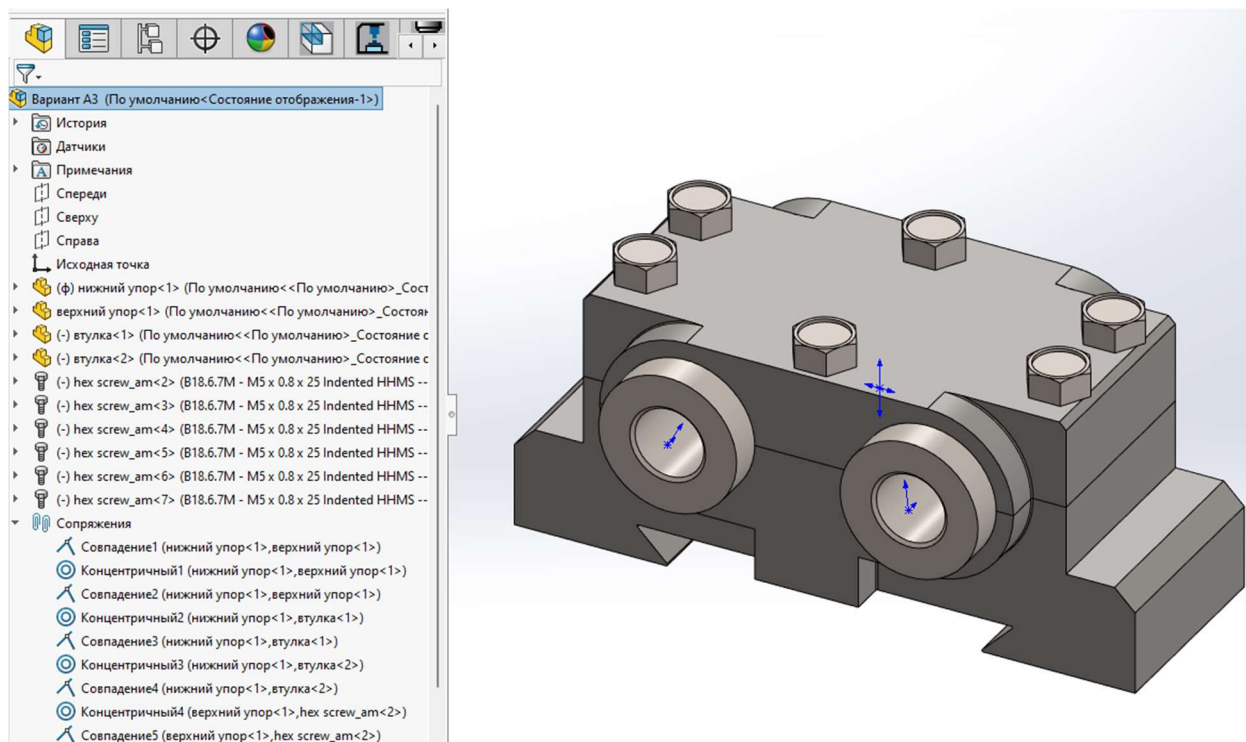 Вариант А3 (По умолчанию<Состояние отображения-1>)
История
Датчики
A Примечания
Спереди
Сверху
Справа
Исходная точка
(ф) нижний упор<1> (По умолчанию<<По умолчанию>_Сост
верхний упор<1> (По умолчанию<<По умолчанию>_Состоян
(-) втулка<1> (По умолчанию<<По умолчанию>_Состояние с
(-) втулка<2> (По умолчанию<<По умолчанию>_Состояние с
(-) hex screw_am<2> (B18.6.7M - M5 x 0.8 x 25 Indented HHMS --
(-) hex screw_am<3> (B18.6.7M - M5 x 0.8 x 25 Indented HHMS --
(-) hex screw_am<4> (B18.6.7M - M5 x 0.8 x 25 Indented HHMS --
(-) hex screw_am<5> (B18.6.7M - M5 x 0.8 x 25 Indented HHMS --
(-) hex screw_am<6> (B18.6.7M - M5 x 0.8 x 25 Indented HHMS --
(-) hex screw_am<7> (B18.6.7M - M5 x 0.8 x 25 Indented HHMS --
Сопряжения
Совпадение1 (нижний упор<1>,верхний упор<1>)
Концентричный1 (нижний упор<1>,верхний упор<1>)
Совпадение2 (нижний упор<1>,верхний упор<1>)
Концентричный2 (нижний упор<1>,втулка<1>)
Совпадение3 (нижний упор<1>,втулка<1>)
Концентричный3 (нижний упор<1>,втулка<2>)
Совпадение4 (нижний упор<1>,втулка<2>)
Концентричный4 (верхний упор<1>,hex screw_am<2>)
Совпадение5 (верхний упор<1>,hex screw_am<2>)